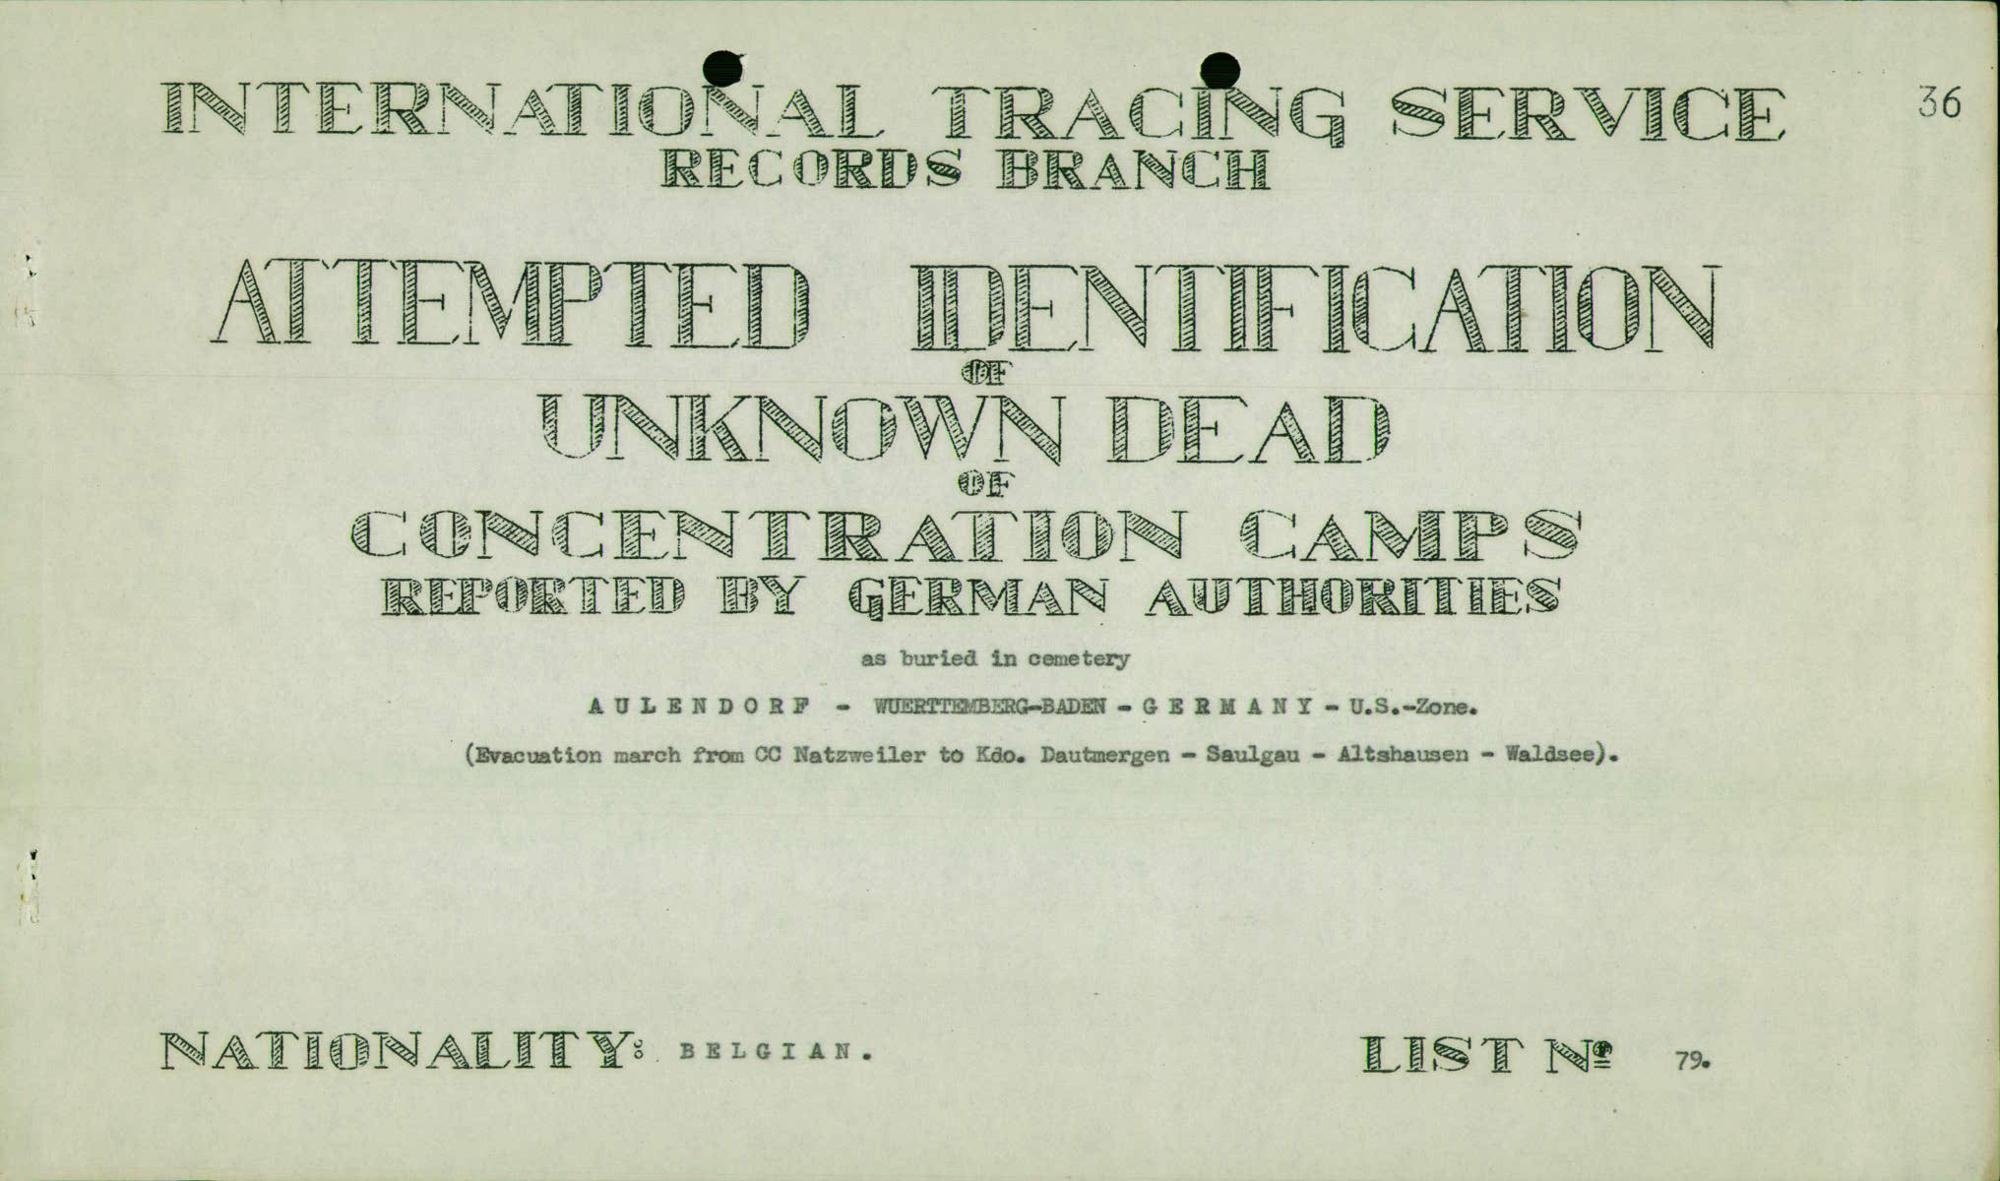 INTERNATIONAL TRACING SERVICE
36
RECORDS BRANCH
ATTEMPTED IDENTIFICATION
OF
UNKNOWN DEAD
OF
CONCENTRATION CAMPS
REPORTED BY GERMAN AUTHORITIES
as buried in cemetery
A U L E N D O R F - WUERTTEMBERG-BADEN - G E R M A N Y - U.S.-Zone.
(Evacuation march from CC Natzweiler to Kdo. Dautmergen - Saulgau - Altshausen - Waldsee).
NATIONALITY: B E L G I A N .
LIST Nº 79.